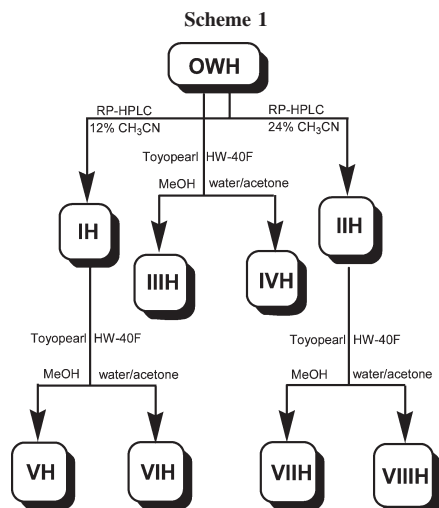 Scheme 1
OWH
RP-HPLC
12% CH3CN
RP-HPLC
24% CH3CN
Toyopearl HW-40F
MeOH water/acetone
IH
IIIH
IVH
IIH
Toyopearl HW-40F
MeOH water/acetone
Toyopearl HW-40F
MeOH water/acetone
VH
VIH
VIIH
VIIIH